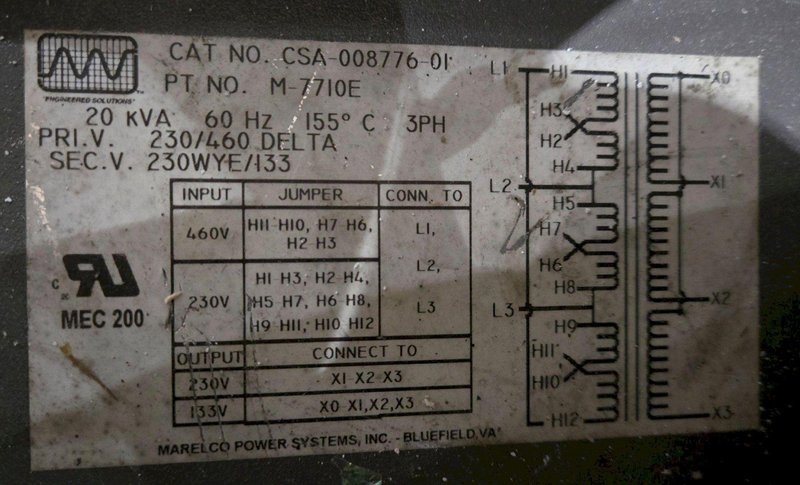 "ENGINEERED SOLUTIONS"
CAT NO. CSA-008776-01
PT NO. M-7710E
20 KVA 60 Hz 155° C 3PH
PRI.V. 230/460 DELTA
SEC.V. 230WYE/133
INPUT JUMPER CONN. TO
460V H11 H10, H7 H6, H2 H3 L1, L2, L3
230V H1 H3, H2 H4, H5 H7, H6 H8, H9 H11, H10 H12
OUTPUT CONNECT TO
230V X1 X2 X3
133V X0 X1,X2,X3
c RU ®
MEC 200
MARELCO POWER SYSTEMS, INC. - BLUEFIELD, VA
L1 H1 X0
H3
H2
H4
L2 X1
H5
H7
H6
H8
L3 X2
H9
H11
H10
H12 X3